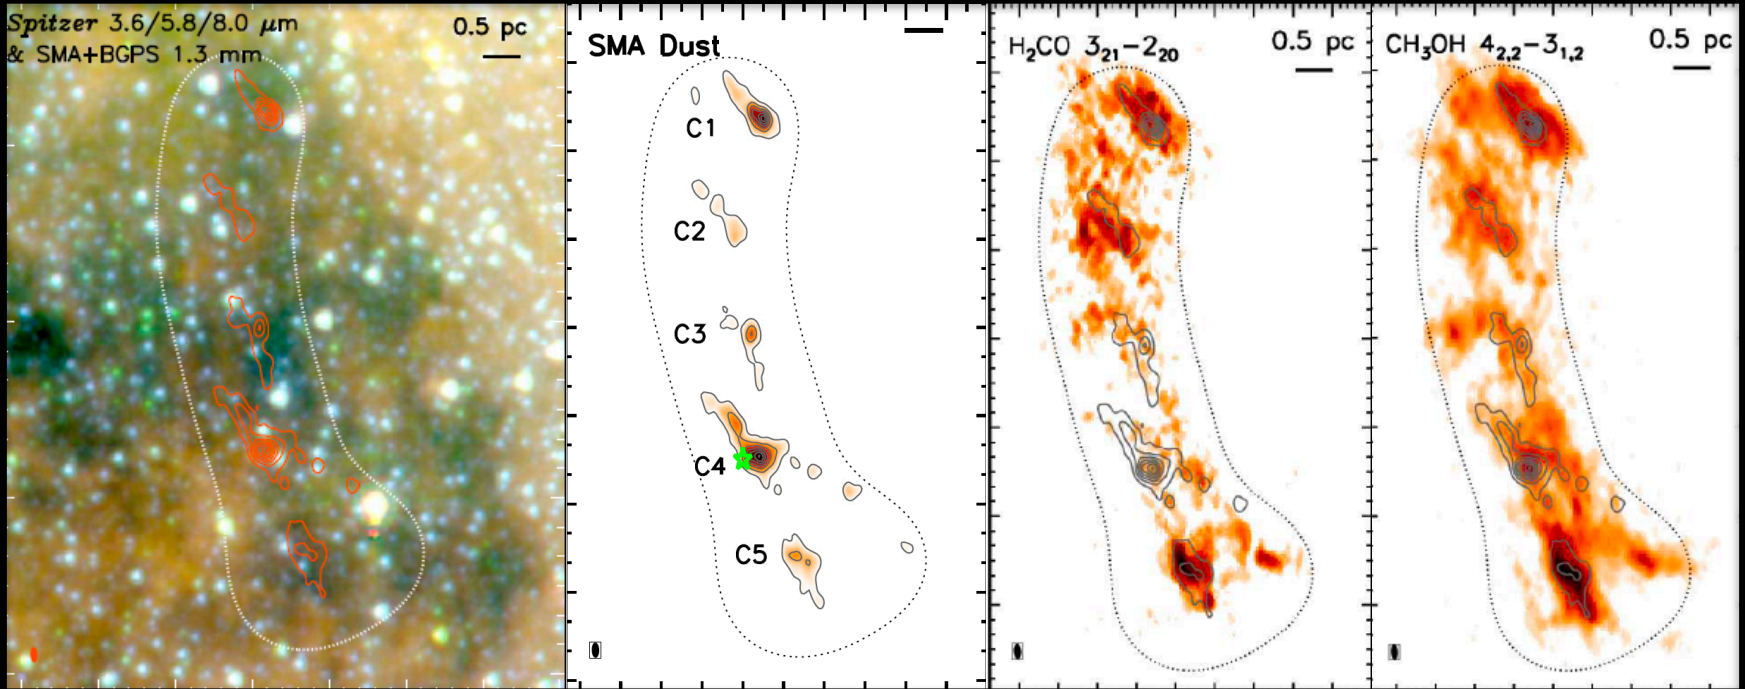 Spitzer 3.6/5.8/8.0 μm
& SMA+BGPS 1.3 mm
0.5 pc
SMA Dust
C1
C2
C3
C4
C5
H₂CO 3₂₁−2₂₀
0.5 pc
CH₃OH 4₂,₂−3₁,₂
0.5 pc